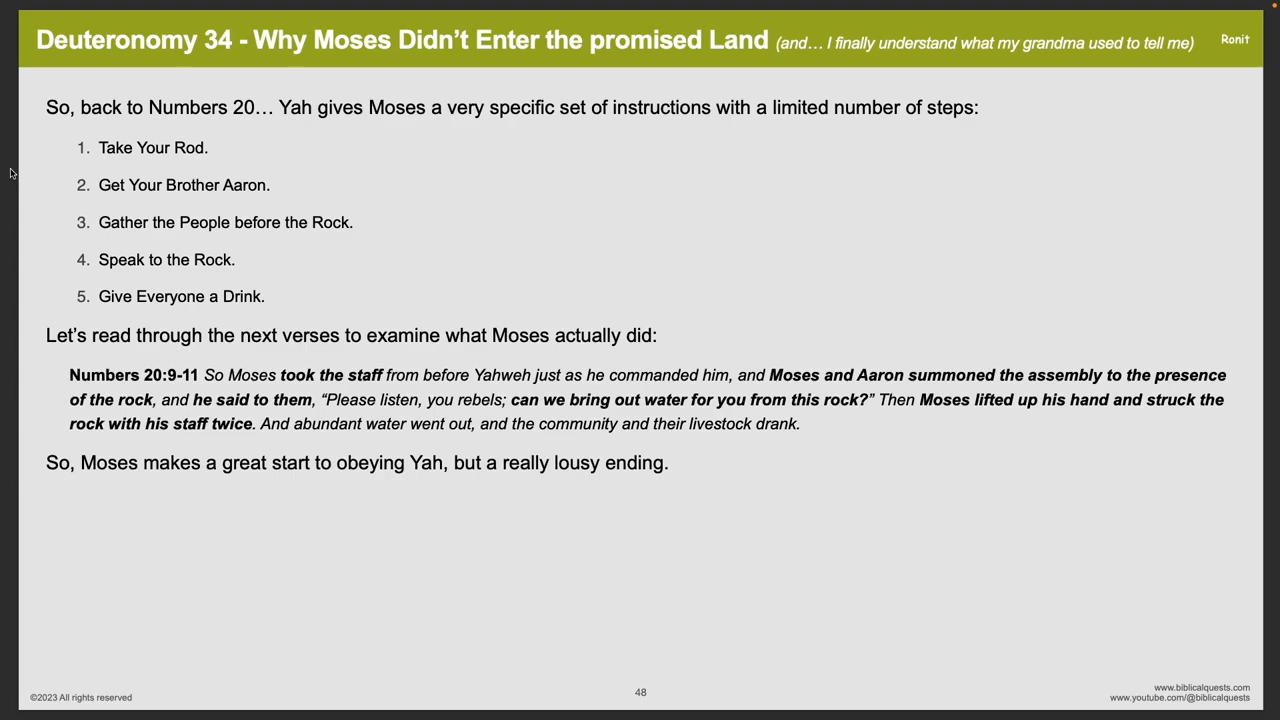 Deuteronomy 34 - Why Moses Didn’t Enter the promised Land (and… I finally understand what my grandma used to tell me)
Ronit
So, back to Numbers 20… Yah gives Moses a very specific set of instructions with a limited number of steps:
1. Take Your Rod.
2. Get Your Brother Aaron.
3. Gather the People before the Rock.
4. Speak to the Rock.
5. Give Everyone a Drink.
Let’s read through the next verses to examine what Moses actually did:
Numbers 20:9-11 So Moses took the staff from before Yahweh just as he commanded him, and Moses and Aaron summoned the assembly to the presence
of the rock, and he said to them, “Please listen, you rebels; can we bring out water for you from this rock?” Then Moses lifted up his hand and struck the
rock with his staff twice. And abundant water went out, and the community and their livestock drank.
So, Moses makes a great start to obeying Yah, but a really lousy ending.
©2023 All rights reserved
48
www.biblicalquests.com
www.youtube.com/@biblicalquests